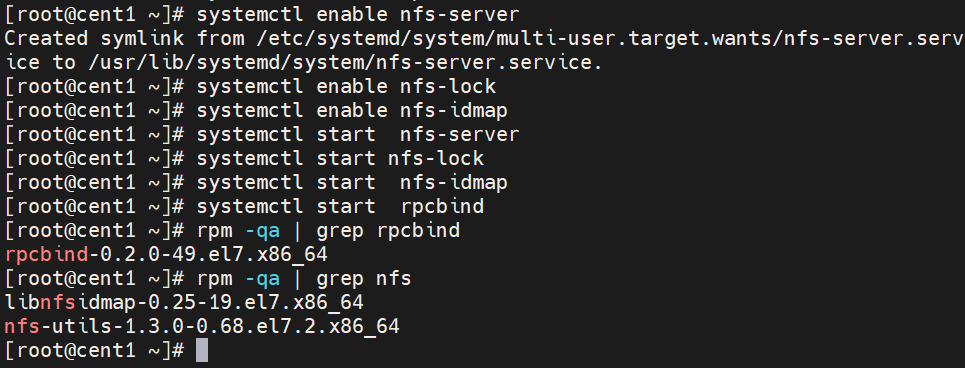 [root@cent1 ~]# systemctl enable nfs-server
Created symlink from /etc/systemd/system/multi-user.target.wants/nfs-server.serv
ice to /usr/lib/systemd/system/nfs-server.service.
[root@cent1 ~]# systemctl enable nfs-lock
[root@cent1 ~]# systemctl enable nfs-idmap
[root@cent1 ~]# systemctl start  nfs-server
[root@cent1 ~]# systemctl start nfs-lock
[root@cent1 ~]# systemctl start  nfs-idmap
[root@cent1 ~]# systemctl start  rpcbind
[root@cent1 ~]# rpm -qa | grep rpcbind
rpcbind-0.2.0-49.el7.x86_64
[root@cent1 ~]# rpm -qa | grep nfs
libnfsidmap-0.25-19.el7.x86_64
nfs-utils-1.3.0-0.68.el7.2.x86_64
[root@cent1 ~]#